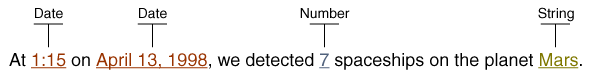 Date Date Number String
At 1:15 on April 13, 1998, we detected 7 spaceships on the planet Mars.